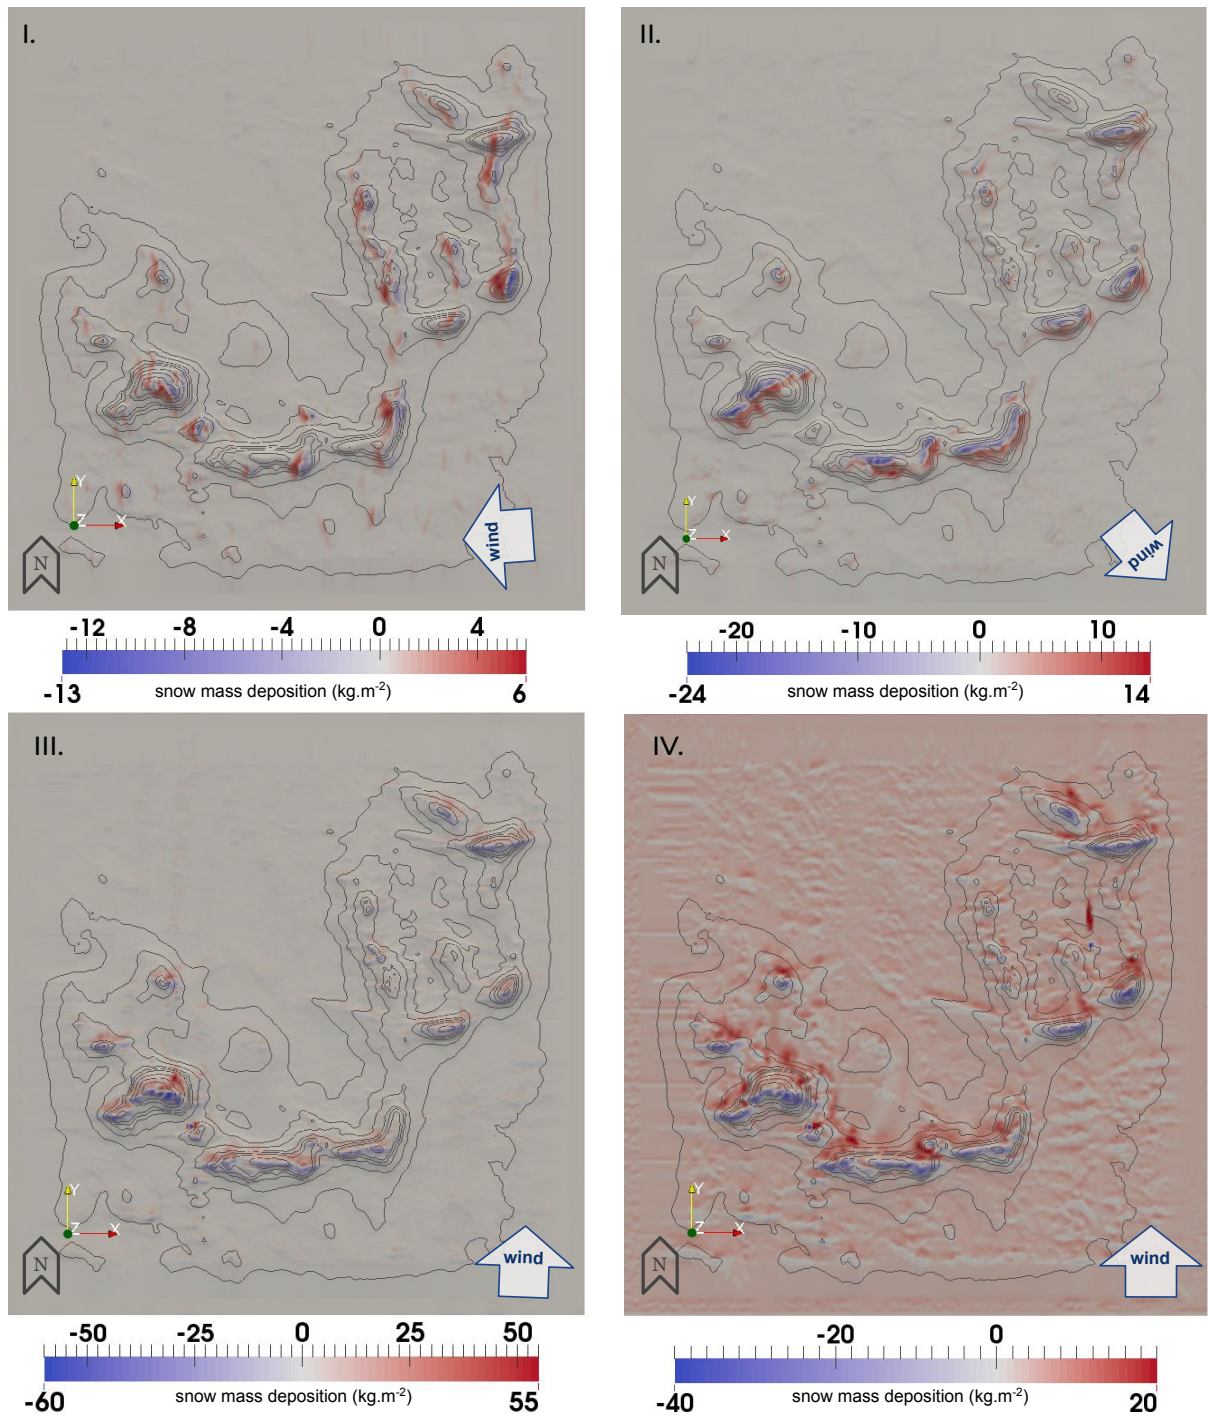 I.
II.
Y
Z
X
N
wind
Y
Z
X
N
wind
-12 -8 -4 0 4
-13 snow mass deposition (kg.m-2) 6
-20 -10 0 10
-24 snow mass deposition (kg.m-2) 14
III.
IV.
Y
Z
X
N
wind
Y
Z
X
N
wind
-50 -25 0 25 50
-60 snow mass deposition (kg.m-2) 55
-20 0
-40 snow mass deposition (kg.m-2) 20